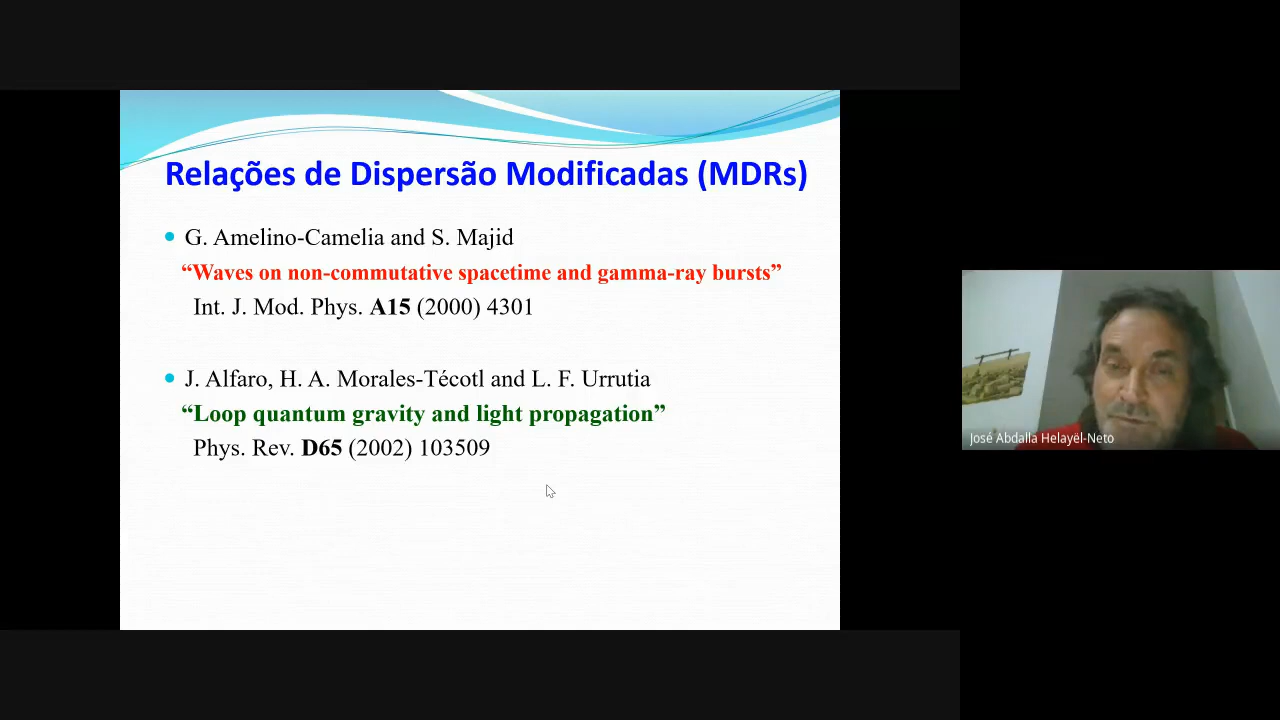 Relações de Dispersão Modificadas (MDRs)
G. Amelino-Camelia and S. Majid
“Waves on non-commutative spacetime and gamma-ray bursts”
Int. J. Mod. Phys. A15 (2000) 4301
J. Alfaro, H. A. Morales-Técotl and L. F. Urrutia
“Loop quantum gravity and light propagation”
Phys. Rev. D65 (2002) 103509
José Abdalla Helayël-Neto